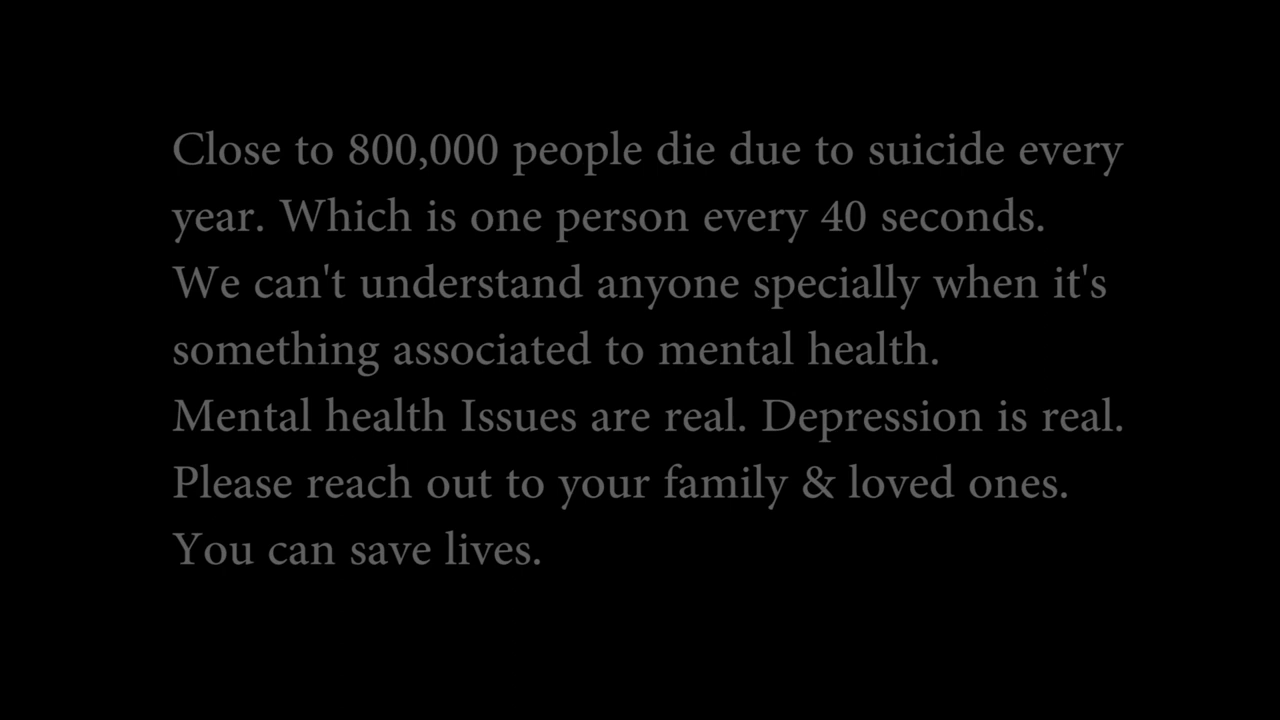 Close to 800,000 people die due to suicide every
year. Which is one person every 40 seconds.
We can't understand anyone specially when it's
something associated to mental health.
Mental health Issues are real. Depression is real.
Please reach out to your family & loved ones.
You can save lives.